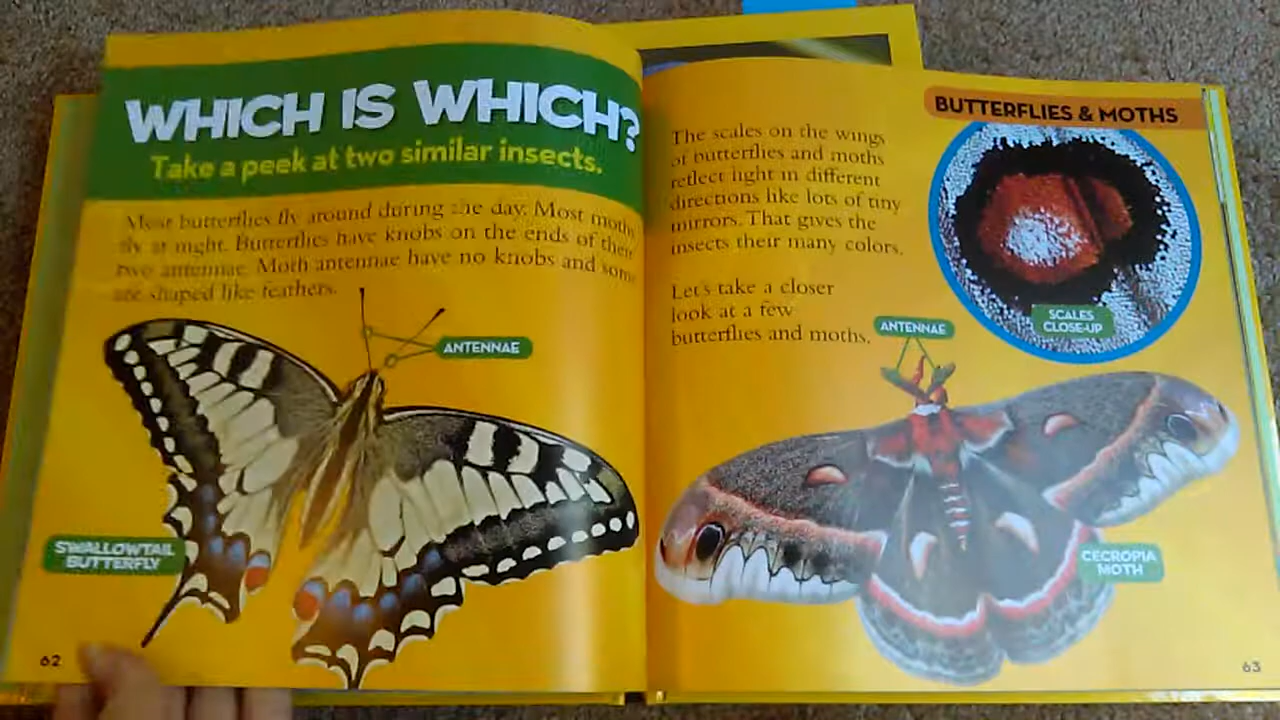 WHICH IS WHICH?
Take a peek at two similar insects.
Most butterflies fly around during the day. Most moths
fly at night. Butterflies have knobs on the ends of their
two antennae. Moth antennae have no knobs and some
are shaped like feathers.
ANTENNAE
SWALLOWTAIL
BUTTERFLY
62
BUTTERFLIES & MOTHS
The scales on the wings
of butterflies and moths
reflect light in different
directions like lots of tiny
mirrors. That gives the
insects their many colors.
Let's take a closer
look at a few
butterflies and moths.
SCALES
CLOSE-UP
ANTENNAE
CECROPIA
MOTH
63